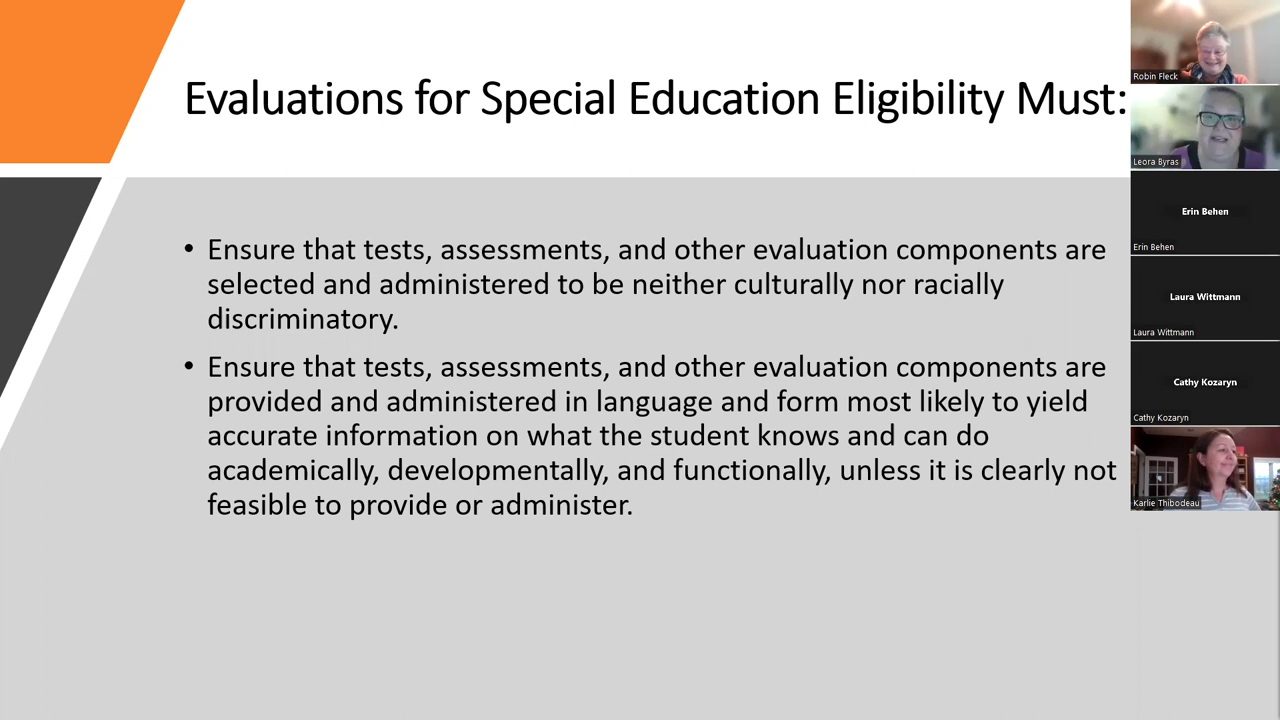 Evaluations for Special Education Eligibility Must:
• Ensure that tests, assessments, and other evaluation components are
selected and administered to be neither culturally nor racially
discriminatory.
• Ensure that tests, assessments, and other evaluation components are
provided and administered in language and form most likely to yield
accurate information on what the student knows and can do
academically, developmentally, and functionally, unless it is clearly not
feasible to provide or administer.
Robin Fleck
Leora Byras
Erin Behen
Erin Behen
Laura Wittmann
Laura Wittmann
Cathy Kozaryn
Cathy Kozaryn
Karlie Thibodeau